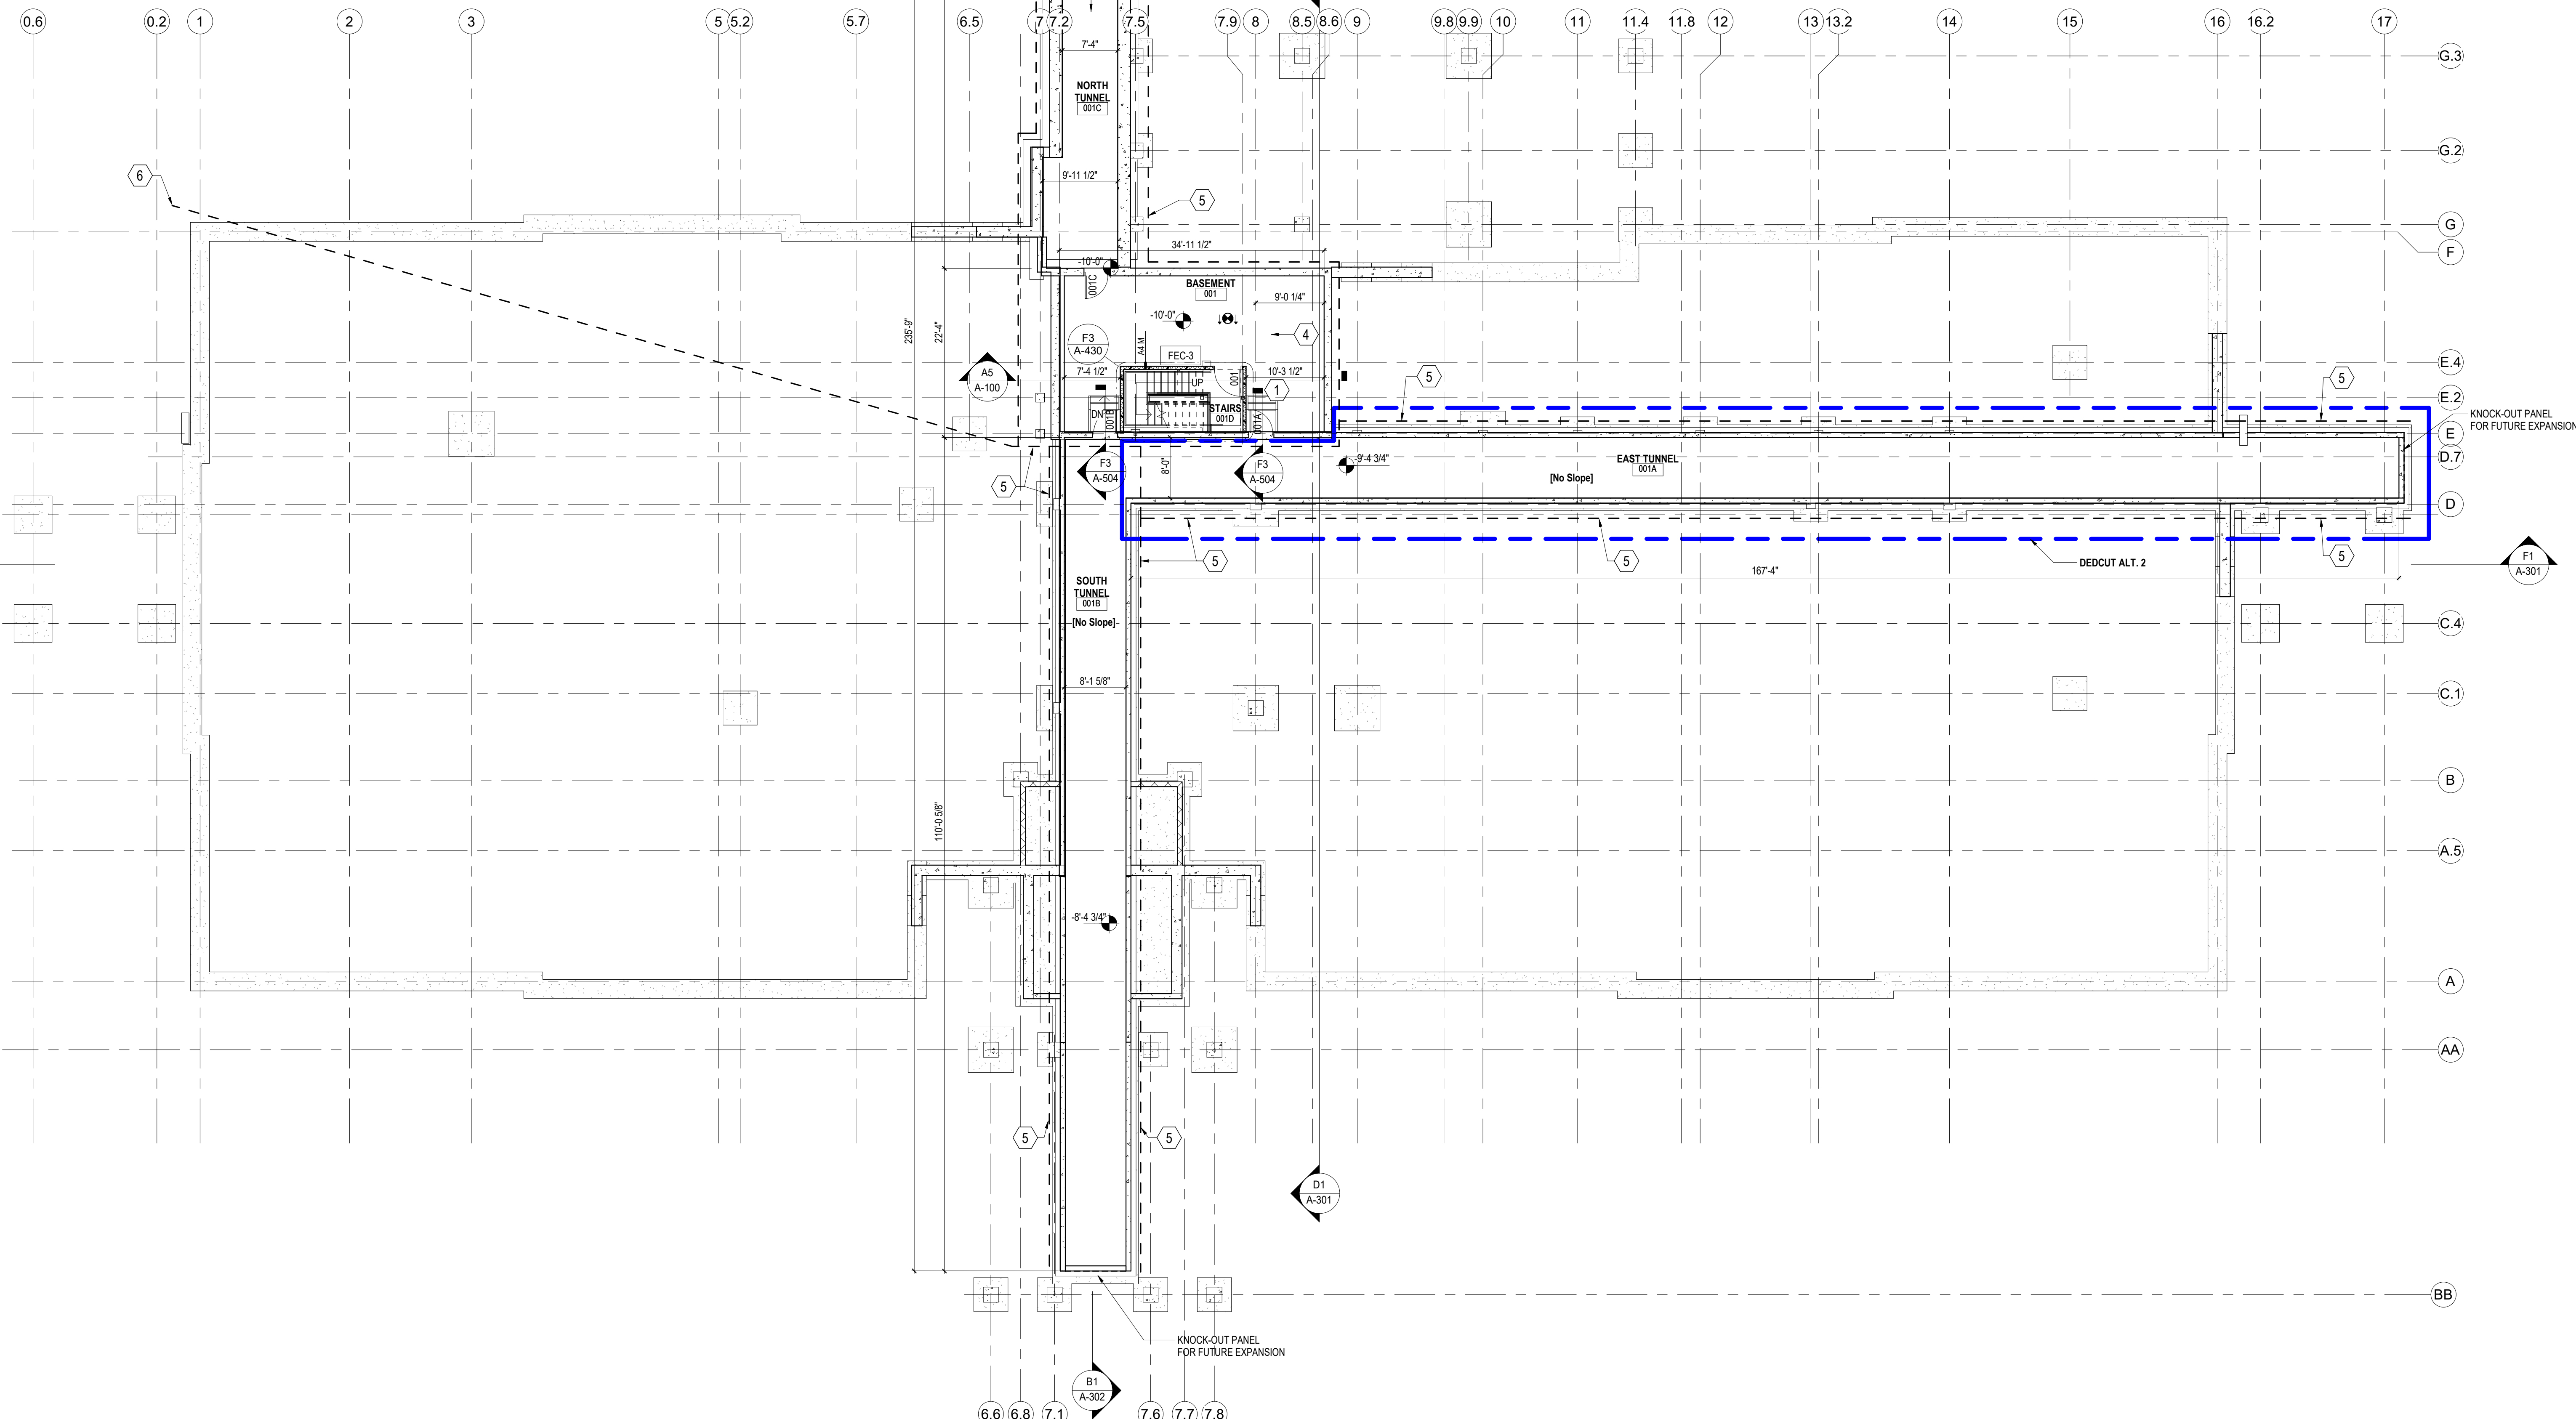 0.6
0.2
1
2
3
5
5.2
5.7
6.5
7
7.2
7.5
7.9
8
8.5
8.6
9
9.8
9.9
10
11
11.4
11.8
12
13
13.2
14
15
16
16.2
17
G.3
7'-4"
NORTH
TUNNEL
001C
G.2
6
9'-11 1/2"
5
G
F
34'-11 1/2"
-10'-0"
001C
BASEMENT
001
9'-0 1/4"
-10'-0"
4
235'-9"
22'-4"
F3
A-430
A4 M
FEC-3
E.4
A5
A-100
7'-4 1/2"
UP
001
10'-3 1/2"
5
5
1
E.2
DN
001B
STAIRS
001D
001A
KNOCK-OUT PANEL
FOR FUTURE EXPANSION
E
F3
A-504
8'-0"
F3
A-504
-9'-4 3/4"
EAST TUNNEL
001A
[No Slope]
D.7
5
D
5
5
5
DEDCUT ALT. 2
F1
A-301
167'-4"
SOUTH
TUNNEL
001B
[No Slope]
C.4
8'-1 5/8"
C.1
B
110'-0 5/8"
A.5
-8'-4 3/4"
A
AA
5
5
D1
A-301
BB
KNOCK-OUT PANEL
FOR FUTURE EXPANSION
B1
A-302
6.6
6.8
7.1
7.6
7.7
7.8